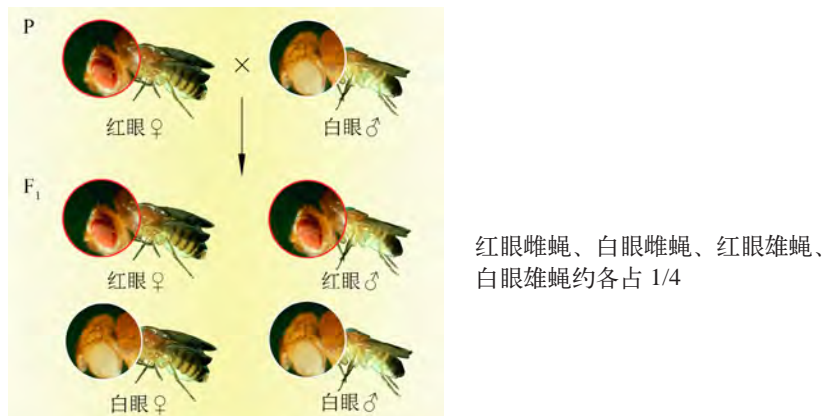 P
×
红眼♀ 白眼♂
F₁
红眼♀ 红眼♂
白眼♀ 白眼♂
红眼雌蝇、白眼雌蝇、红眼雄蝇、
白眼雄蝇约各占 1/4